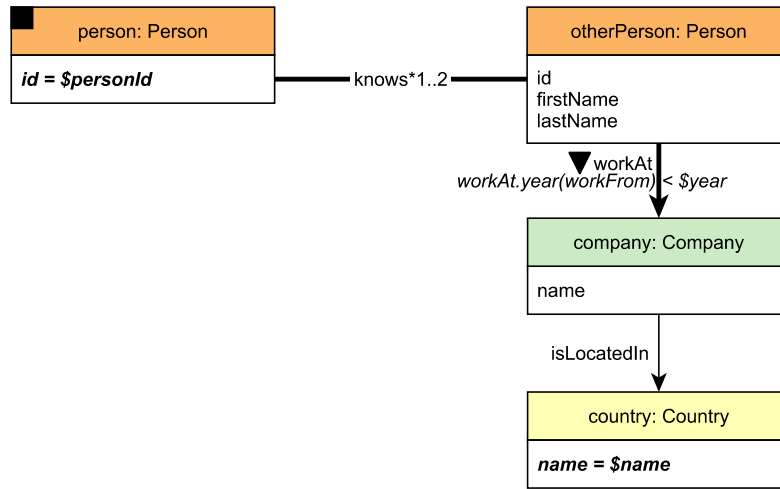 person: Person
id = $personId
knows*1..2
otherPerson: Person
id
firstName
lastName
workAt
workAt.year(workFrom) < $year
company: Company
name
isLocatedIn
country: Country
name = $name